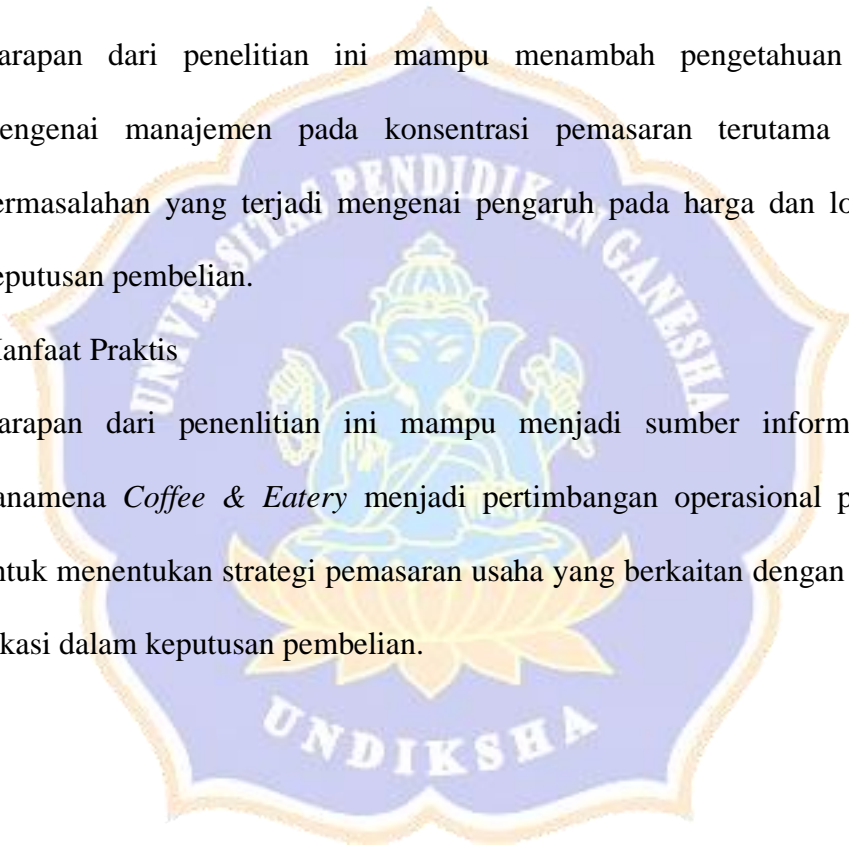 arapan dari penelitian ini mampu menambah pengetahuan
engenai manajemen pada konsentrasi pemasaran terutama
ermasalahan yang terjadi mengenai pengaruh pada harga dan lo
eputusan pembelian.
anfaat Praktis
arapan dari penenlitian ini mampu menjadi sumber inform
anamena Coffee & Eatery menjadi pertimbangan operasional p
ntuk menentukan strategi pemasaran usaha yang berkaitan dengan
kasi dalam keputusan pembelian.
UNIVERSITAS PENDIDIKAN GANESHA
UNDIKSHA